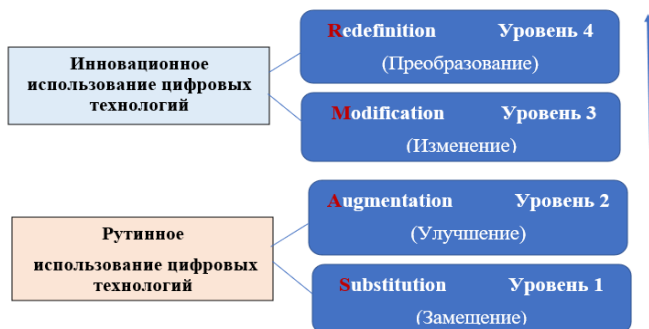 Инновационное
использование цифровых
технологий
Redefinition Уровень 4
(Преобразование)
Modification Уровень 3
(Изменение)
Рутинное
использование цифровых
технологий
Augmentation Уровень 2
(Улучшение)
Substitution Уровень 1
(Замещение)